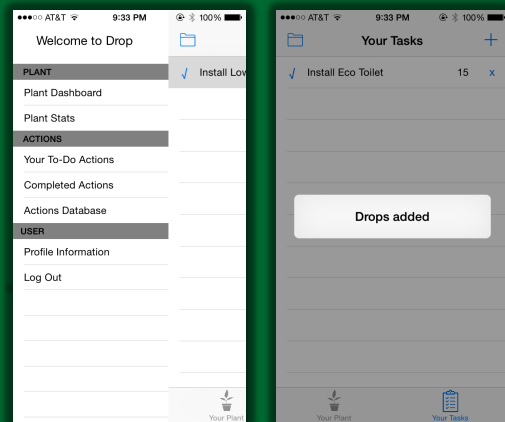 AT&T 9:33 PM 100%
Welcome to Drop
PLANT
Plant Dashboard
Plant Stats
ACTIONS
Your To-Do Actions
Completed Actions
Actions Database
USER
Profile Information
Log Out
√ Install Low
Your Plant
AT&T 9:33 PM 100%
Your Tasks +
√ Install Eco Toilet 15 x
Drops added
Your Plant Your Tasks